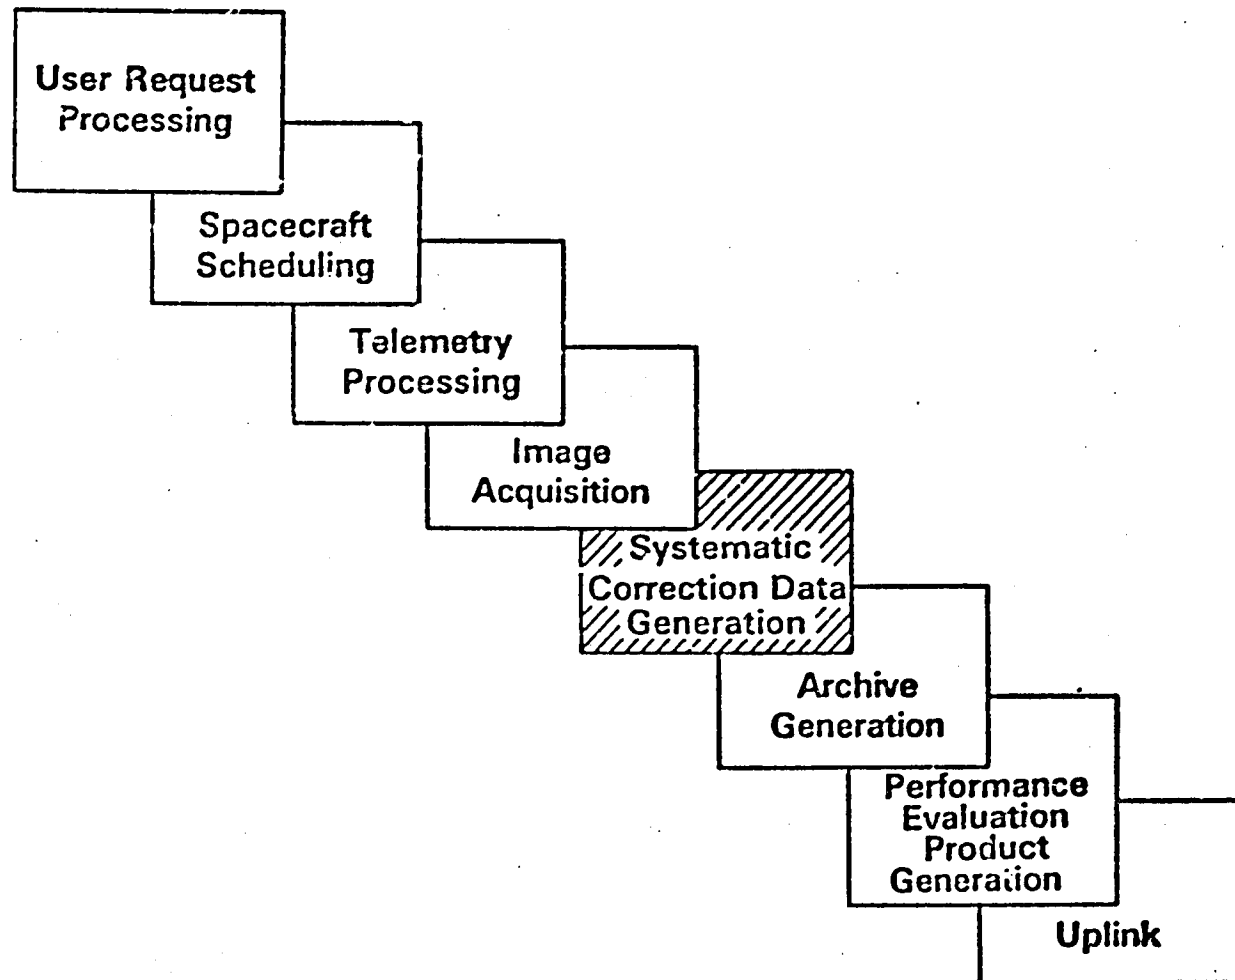 User Request
Processing
Spacecraft
Scheduling
Telemetry
Processing
Image
Acquisition
Systematic
Correction Data
Generation
Archive
Generation
Performance
Evaluation
Product
Generation
Uplink